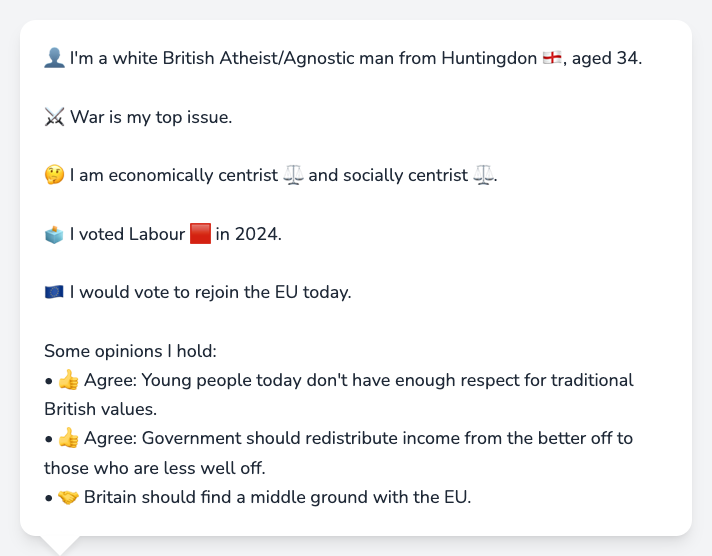 👤 I'm a white British Atheist/Agnostic man from Huntingdon 🏴󠁧󠁢󠁥󠁮󠁧󠁿, aged 34.
⚔️ War is my top issue.
🤔 I am economically centrist ⚖️ and socially centrist ⚖️.
🗳️ I voted Labour 🟥 in 2024.
🇪🇺 I would vote to rejoin the EU today.
Some opinions I hold:
• 👍 Agree: Young people today don't have enough respect for traditional
British values.
• 👍 Agree: Government should redistribute income from the better off to
those who are less well off.
• 🤝 Britain should find a middle ground with the EU.